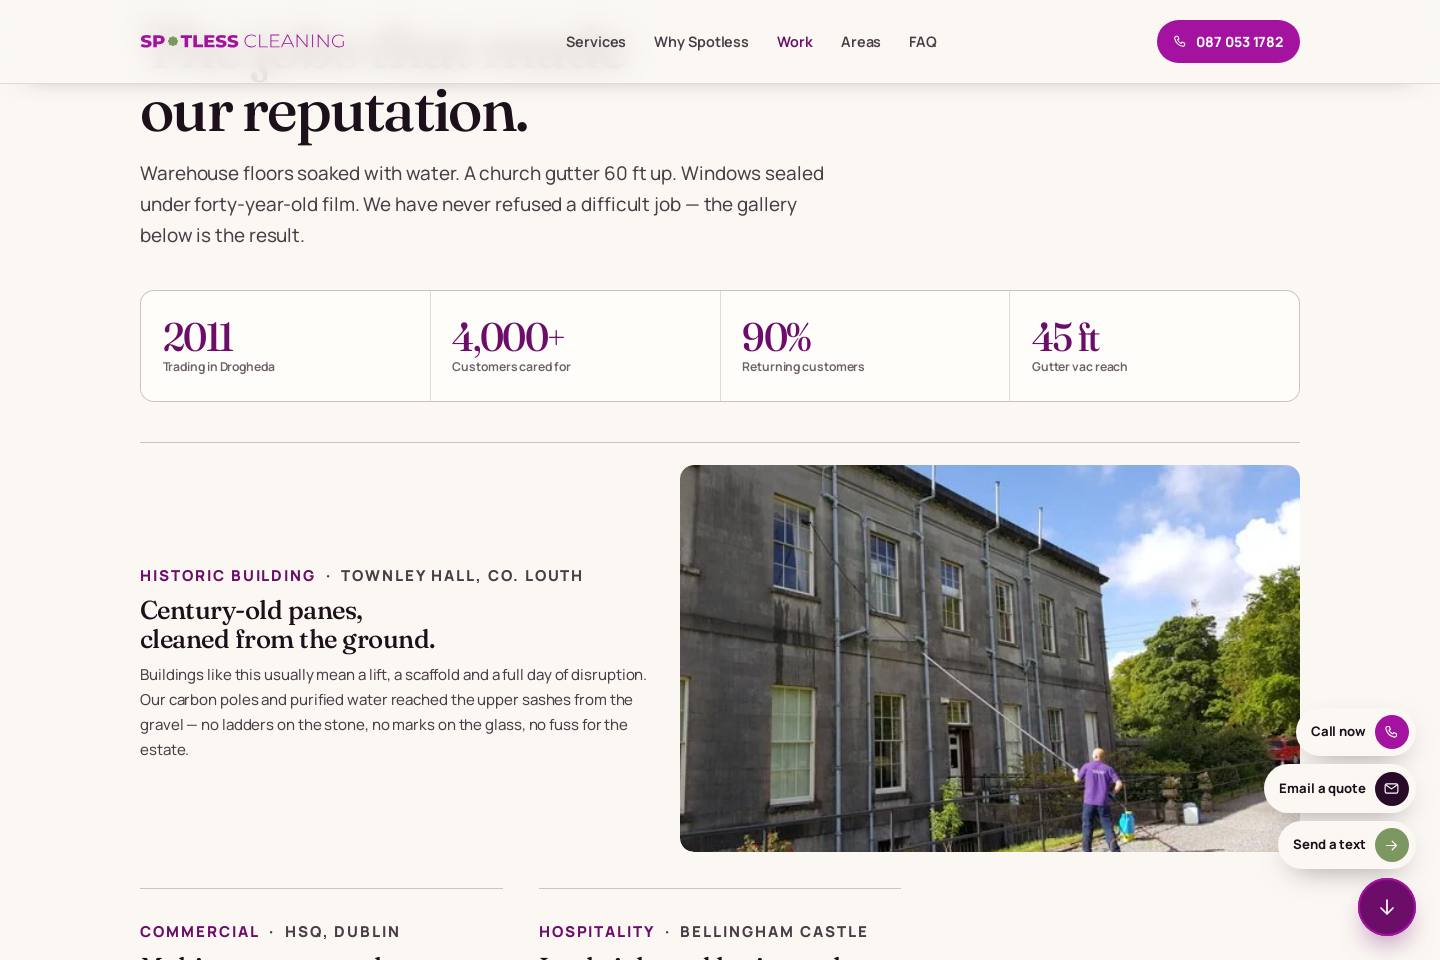 SPOTLESS CLEANING
Services
Why Spotless
Work
Areas
FAQ
087 053 1782
The jobs that made
our reputation.
Warehouse floors soaked with water. A church gutter 60 ft up. Windows sealed
under forty-year-old film. We have never refused a difficult job — the gallery
below is the result.
2011
Trading in Drogheda
4,000+
Customers cared for
90%
Returning customers
45 ft
Gutter vac reach
HISTORIC BUILDING · TOWNLEY HALL, CO. LOUTH
Century-old panes,
cleaned from the ground.
Buildings like this usually mean a lift, a scaffold and a full day of disruption.
Our carbon poles and purified water reached the upper sashes from the
gravel — no ladders on the stone, no marks on the glass, no fuss for the
estate.
Call now
Email a quote
Send a text
COMMERCIAL · HSQ, DUBLIN
HOSPITALITY · BELLINGHAM CASTLE